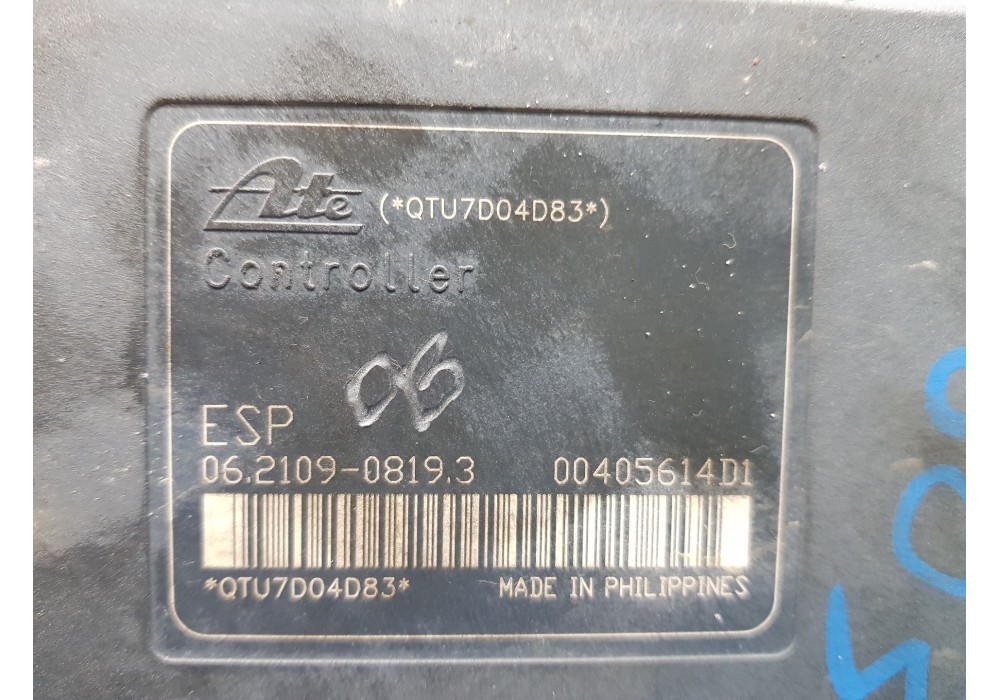 Ate (*QTU7D04D83*)
Controller
06
ESP
06.2109-0819.3 00405614D1
*QTU7D04D83* MADE IN PHILIPPINES